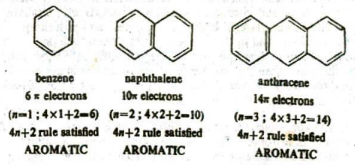 benzene
6 π electrons
(n=1 ; 4×1+2=6)
4n+2 rule satisfied
AROMATIC
naphthalene
10π electrons
(n=2 ; 4×2+2=10)
4n+2 rule satisfied
AROMATIC
anthracene
14π electrons
(n=3 ; 4×3+2=14)
4n+2 rule satisfied
AROMATIC